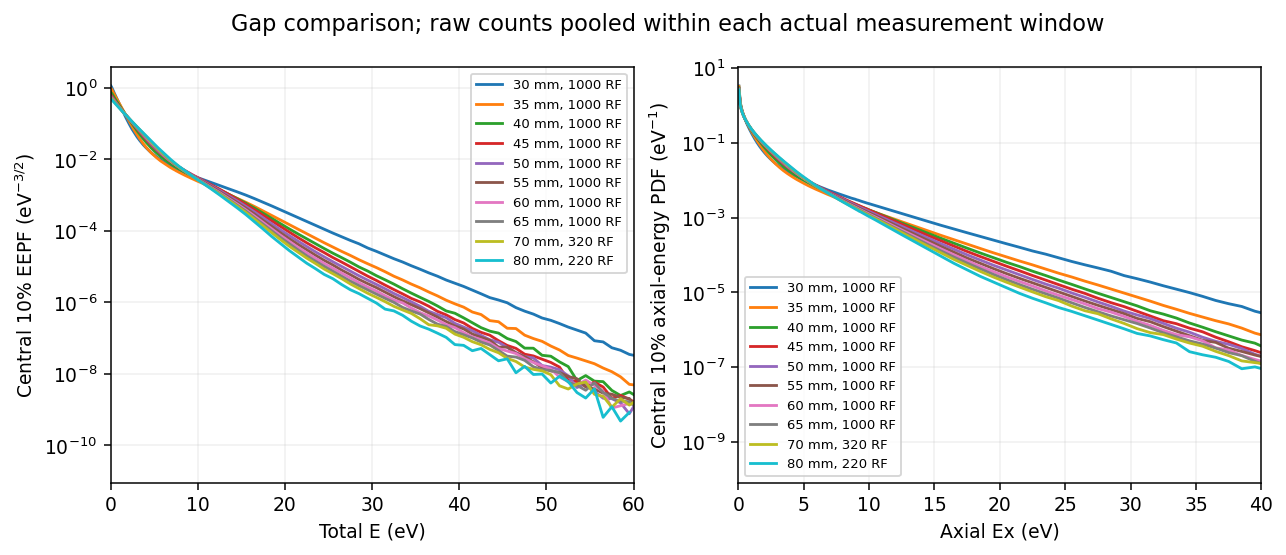 Gap comparison; raw counts pooled within each actual measurement window
Central 10% EEPF (eV⁻³ᐟ²)
10⁰
10⁻²
10⁻⁴
10⁻⁶
10⁻⁸
10⁻¹⁰
30 mm, 1000 RF
35 mm, 1000 RF
40 mm, 1000 RF
45 mm, 1000 RF
50 mm, 1000 RF
55 mm, 1000 RF
60 mm, 1000 RF
65 mm, 1000 RF
70 mm, 320 RF
80 mm, 220 RF
0 10 20 30 40 50 60
Total E (eV)
Central 10% axial-energy PDF (eV⁻¹)
10¹
10⁻¹
10⁻³
10⁻⁵
10⁻⁷
10⁻⁹
30 mm, 1000 RF
35 mm, 1000 RF
40 mm, 1000 RF
45 mm, 1000 RF
50 mm, 1000 RF
55 mm, 1000 RF
60 mm, 1000 RF
65 mm, 1000 RF
70 mm, 320 RF
80 mm, 220 RF
0 5 10 15 20 25 30 35 40
Axial Ex (eV)